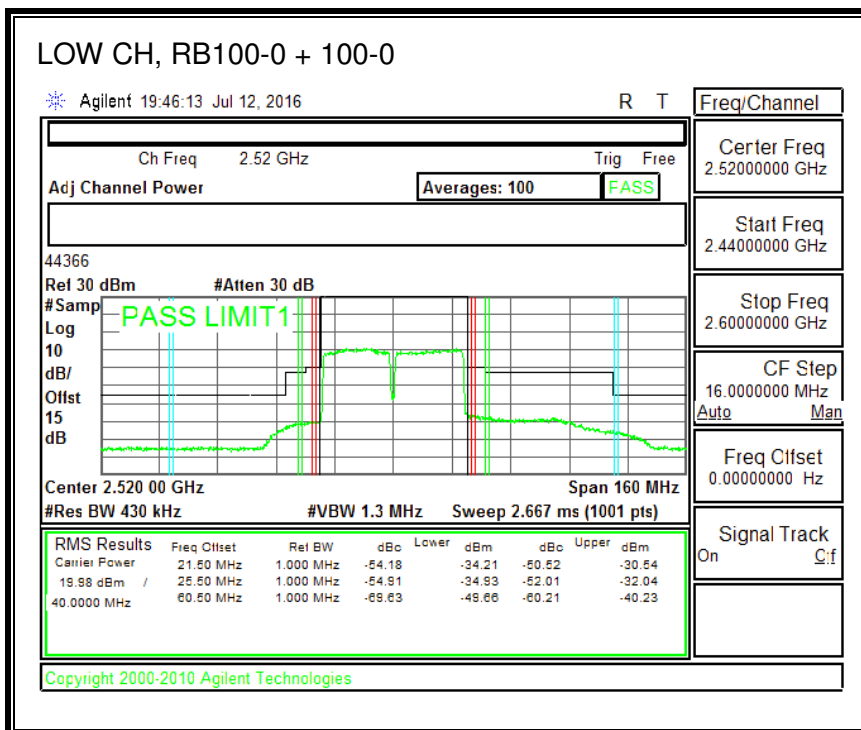 LOW CH, RB100-0 + 100-0
Agilent 19:46:13 Jul 12, 2016 R T
Freq/Channel
Ch Freq 2.52 GHz Trig Free
Adj Channel Power Averages: 100 PASS
Center Freq
2.52000000 GHz
Start Freq
2.44000000 GHz
44366
Ref 30 dBm #Atten 30 dB
#Samp
Log
10
dB/
Offst
15
dB
PASS LIMIT1
Stop Freq
2.60000000 GHz
CF Step
16.0000000 MHz
Auto Man
Freq Offset
0.00000000 Hz
Center 2.520 00 GHz Span 160 MHz
#Res BW 430 kHz #VBW 1.3 MHz Sweep 2.667 ms (1001 pts)
Signal Track
On Off
RMS Results Freq Offset Ref BW dBc Lower dBm dBc Upper dBm
Carrier Power 21.50 MHz 1.000 MHz -54.18 -34.21 -50.52 -30.54
19.98 dBm / 25.50 MHz 1.000 MHz -54.91 -34.93 -52.01 -32.04
40.0000 MHz 60.50 MHz 1.000 MHz -69.63 -49.66 -60.21 -40.23
Copyright 2000-2010 Agilent Technologies